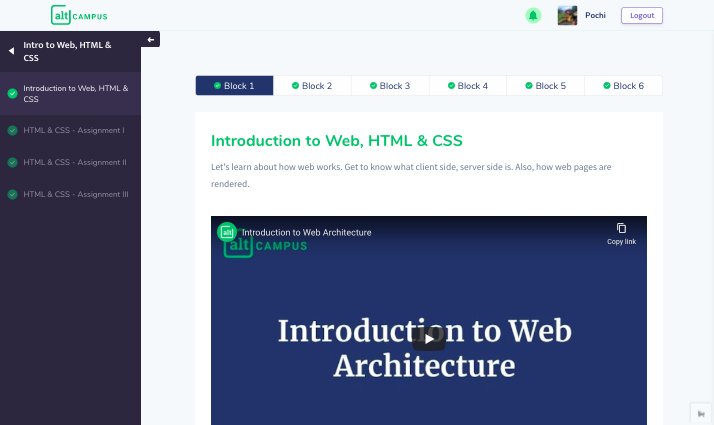 alt CAMPUS
Pochi
Logout
Intro to Web, HTML &
CSS
Introduction to Web, HTML &
CSS
HTML & CSS - Assignment I
HTML & CSS - Assignment II
HTML & CSS - Assignment III
Block 1
Block 2
Block 3
Block 4
Block 5
Block 6
Introduction to Web, HTML & CSS
Let's learn about how web works. Get to know what client side, server side is. Also, how web pages are
rendered.
alt
Introduction to Web Architecture
Copy link
alt CAMPUS
Introduction to Web
Architecture